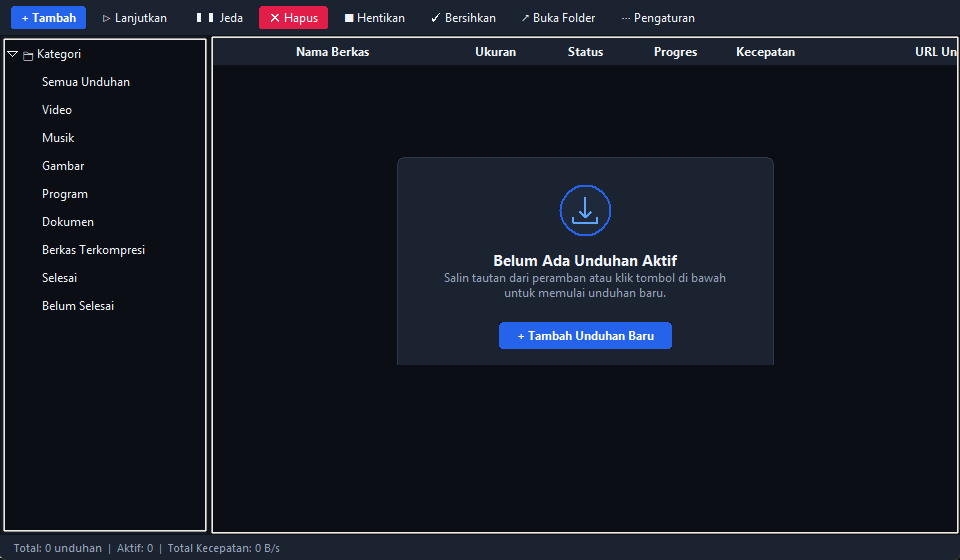 + Tambah ▷ Lanjutkan ❚❚ Jeda ✕ Hapus ■ Hentikan ✓ Bersihkan ↗ Buka Folder ··· Pengaturan
Nama Berkas Ukuran Status Progres Kecepatan URL Un
Kategori
Semua Unduhan
Video
Musik
Gambar
Program
Dokumen
Berkas Terkompresi
Selesai
Belum Selesai
Belum Ada Unduhan Aktif
Salin tautan dari peramban atau klik tombol di bawah
untuk memulai unduhan baru.
+ Tambah Unduhan Baru
Total: 0 unduhan | Aktif: 0 | Total Kecepatan: 0 B/s